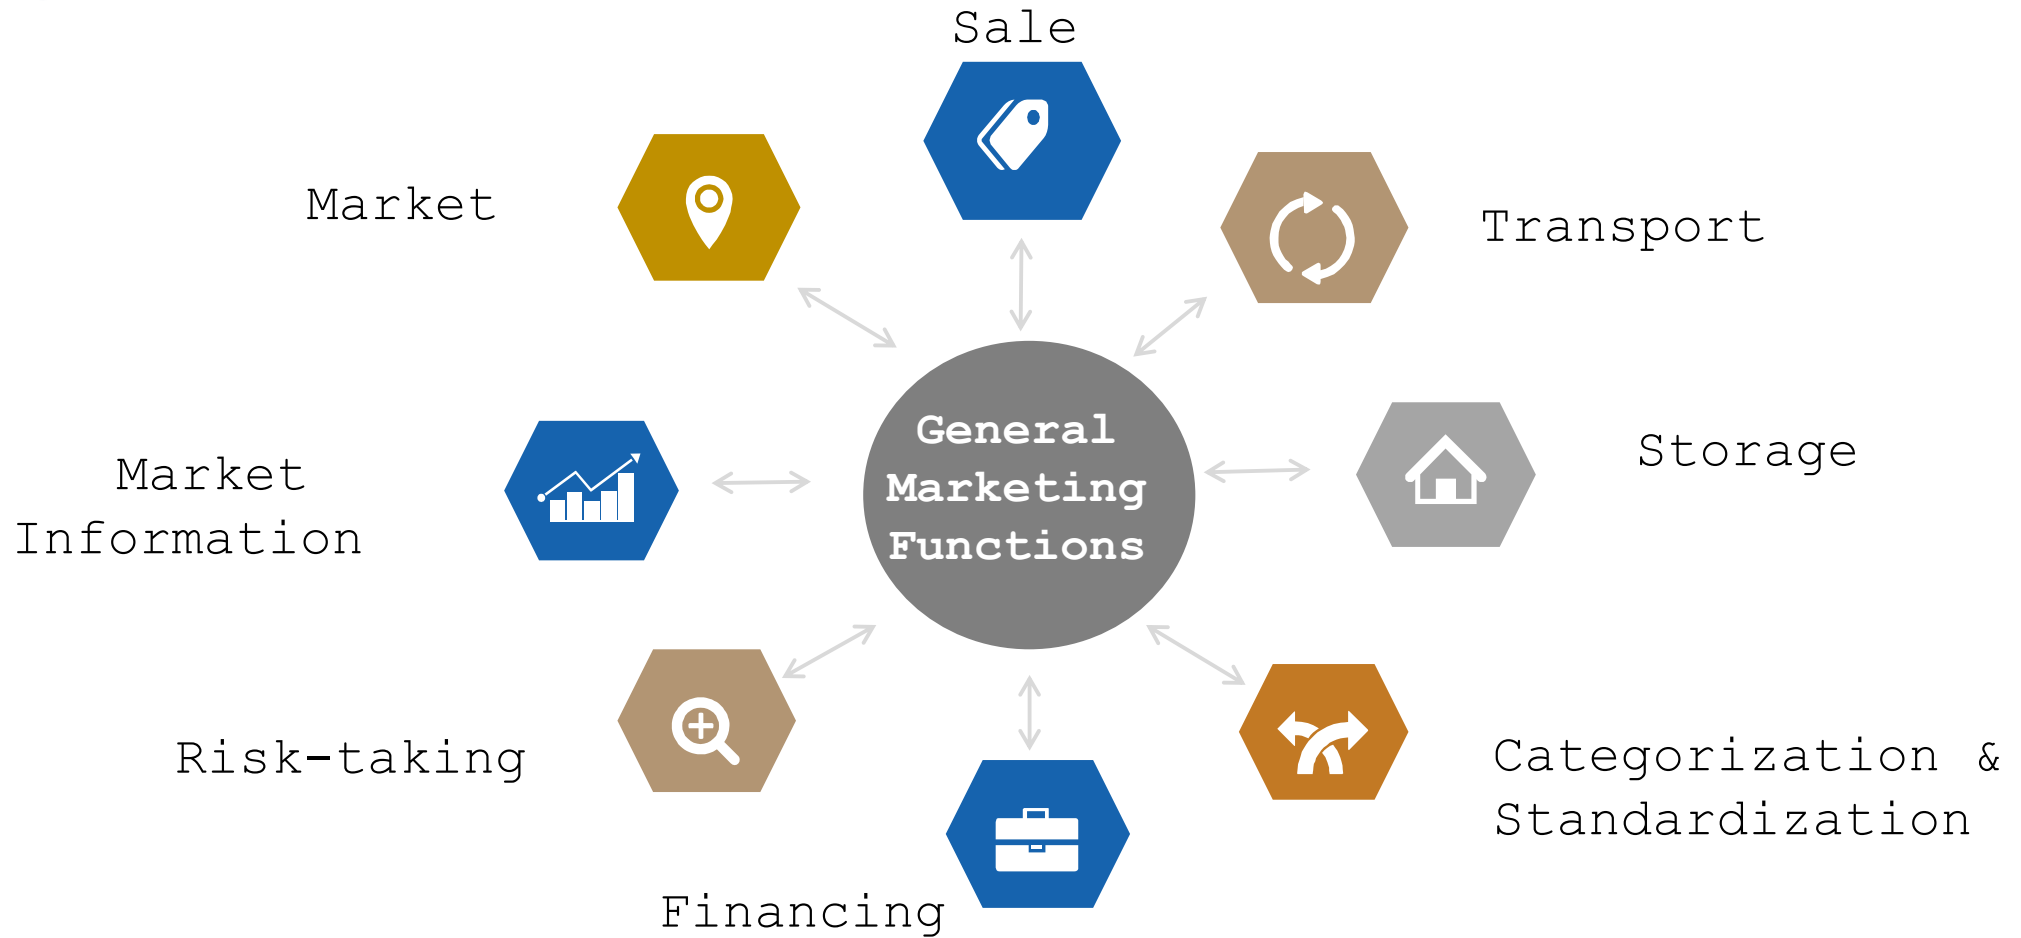 Sale
Market
Transport
General
Marketing
Functions
Storage
Market
Information
Risk-taking
Categorization &
Standardization
Financing